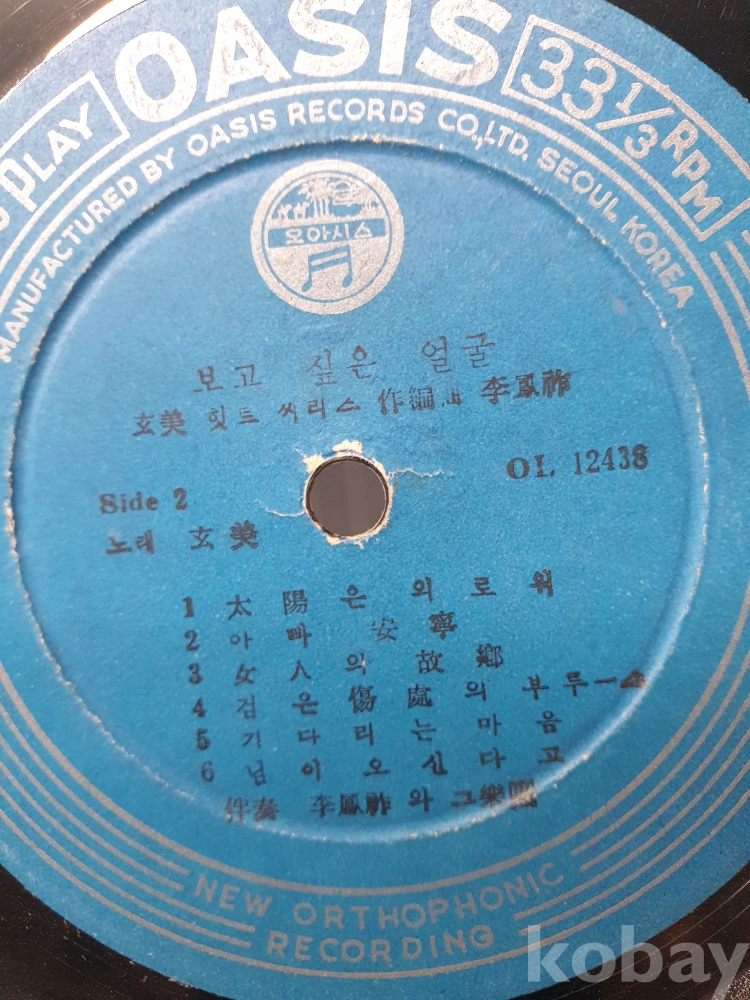 PLAY
OASIS
33 1/3 RPM
MANUFACTURED BY OASIS RECORDS CO.,LTD. SEOUL KOREA
오아시스
보고 싶은 얼굴
玄美 힛트 씨리스 作編曲 李鳳祚
OL 12438
Side 2
노래 玄美
1 太陽은 외로워
2 아빠 安寧
3 女人의 故鄕
4 검은 傷處의 부루ー스
5 기다리는 마음
6 님이 오신다고
伴奏 李鳳祚와 그樂團
NEW ORTHOPHONIC
RECORDING
kobay